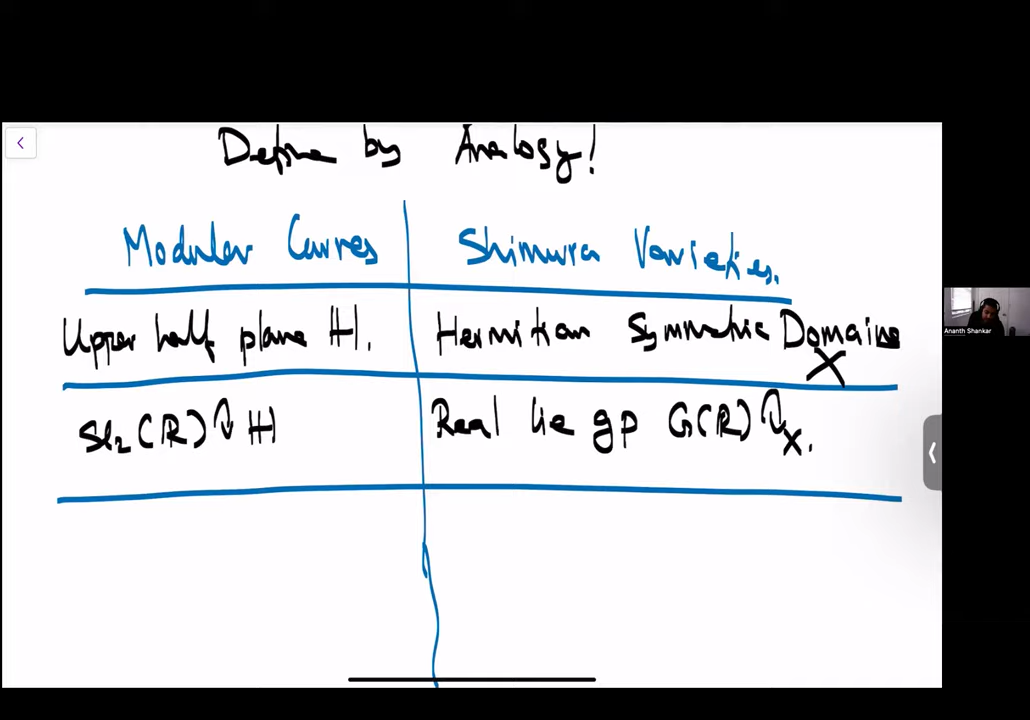 Define by Analogy!
Modular Curves
Shimura Varieties.
Upper half plane ℍ.
Hermitian Symmetric Domains
X
SL₂(ℝ) ↻ ℍ
Real Lie gp G(ℝ) ↻ X.
Ananth Shankar